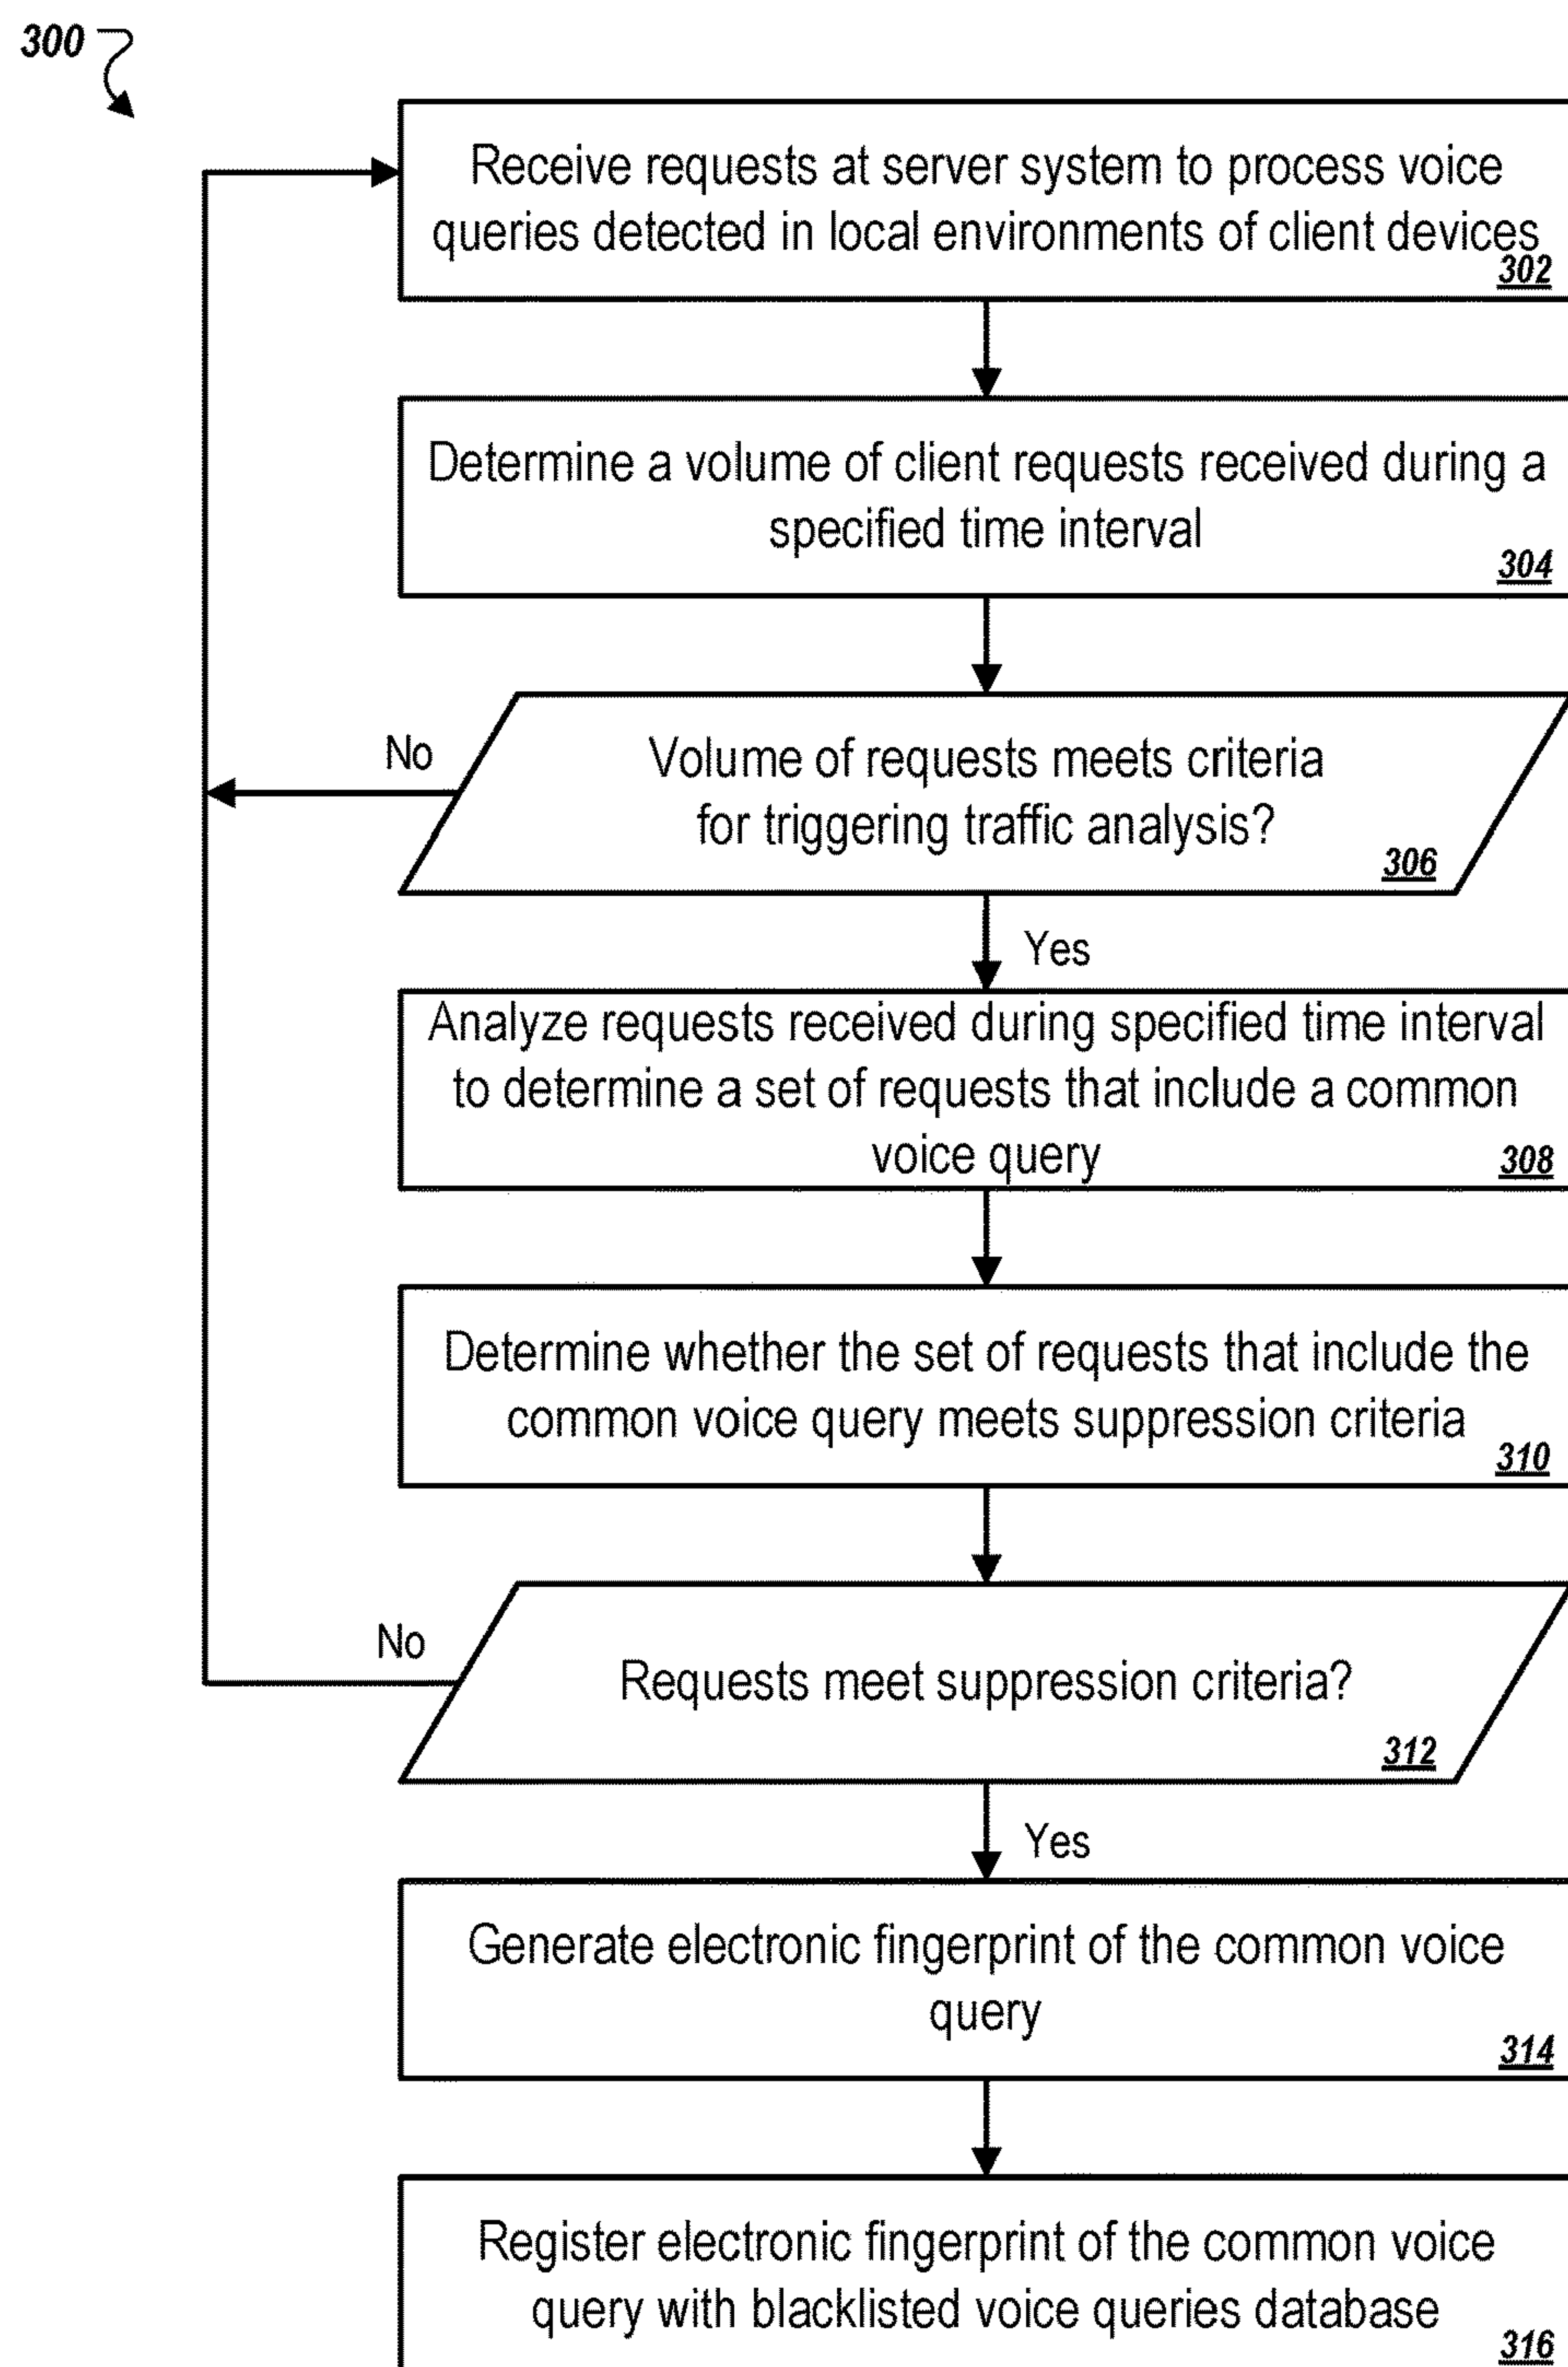 300
Receive requests at server system to process voice
queries detected in local environments of client devices
302
Determine a volume of client requests received during a
specified time interval
304
Volume of requests meets criteria
for triggering traffic analysis?
306
No
Yes
Analyze requests received during specified time interval
to determine a set of requests that include a common
voice query
308
Determine whether the set of requests that include the
common voice query meets suppression criteria
310
Requests meet suppression criteria?
312
No
Yes
Generate electronic fingerprint of the common voice
query
314
Register electronic fingerprint of the common voice
query with blacklisted voice queries database
316